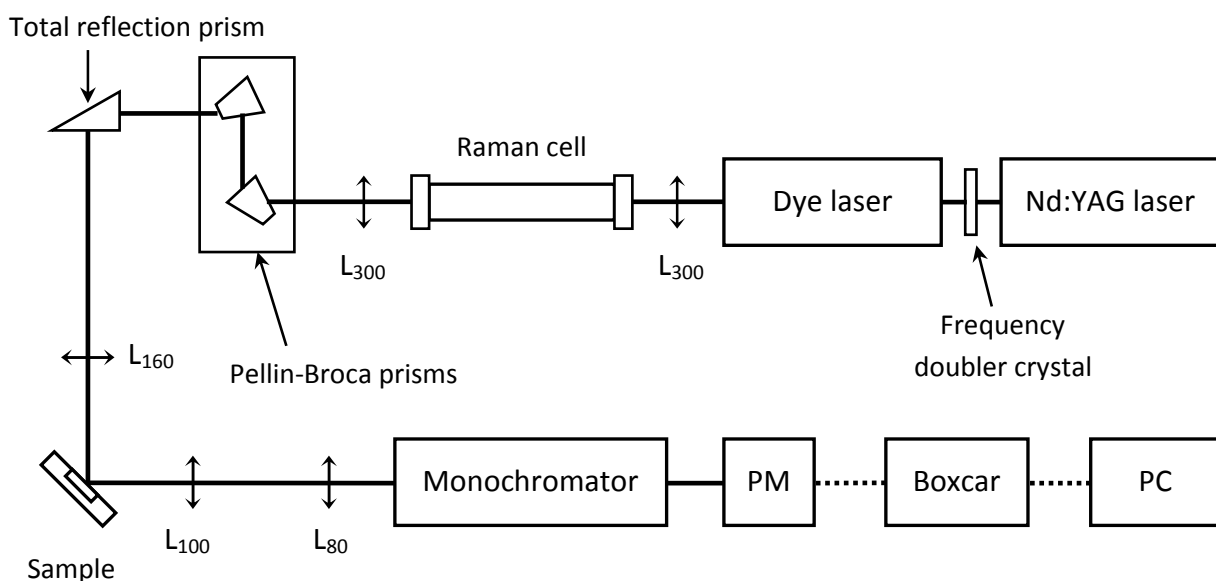 Total reflection prism
Raman cell
Dye laser
Nd:YAG laser
L₃₀₀
L₃₀₀
Frequency
doubler crystal
L₁₆₀
Pellin-Broca prisms
Monochromator
PM
Boxcar
PC
L₁₀₀
L₈₀
Sample